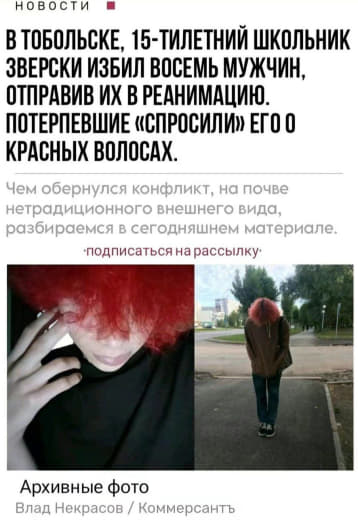 НОВОСТИ
В ТОБОЛЬСКЕ, 15-ТИЛЕТНИЙ ШКОЛЬНИК
ЗВЕРСКИ ИЗБИЛ ВОСЕМЬ МУЖЧИН,
ОТПРАВИВ ИХ В РЕАНИМАЦИЮ.
ПОТЕРПЕВШИЕ «СПРОСИЛИ» ЕГО О
КРАСНЫХ ВОЛОСАХ.
Чем обернулся конфликт, на почве
нетрадиционного внешнего вида,
разбираемся в сегодняшнем материале.
·подписаться на рассылку·
Архивные фото
Влад Некрасов / Коммерсантъ